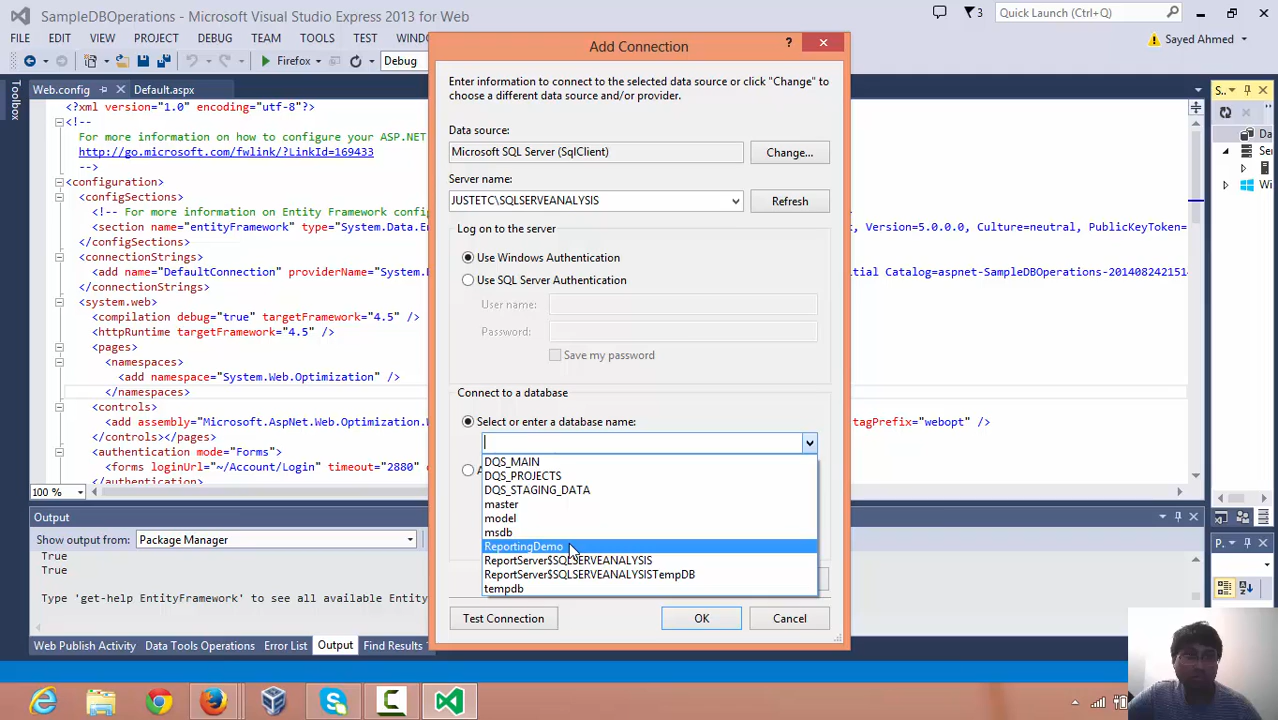 SampleDBOperations - Microsoft Visual Studio Express 2013 for Web
3
Quick Launch (Ctrl+Q)
FILE EDIT VIEW PROJECT DEBUG TEAM TOOLS TEST WINDOW
Sayed Ahmed
Firefox
Debug
Toolbox
Web.config
Default.aspx
<?xml version="1.0" encoding="utf-8"?>
<!--
For more information on how to configure your ASP.NET
http://go.microsoft.com/fwlink/?LinkId=169433
-->
<configuration>
<configSections>
<!-- For more information on Entity Framework config
<section name="entityFramework" type="System.Data.En , Version=5.0.0.0, Culture=neutral, PublicKeyToken=
</configSections>
<connectionStrings>
<add name="DefaultConnection" providerName="System.D itial Catalog=aspnet-SampleDBOperations-2014082421514
</connectionStrings>
<system.web>
<compilation debug="true" targetFramework="4.5" />
<httpRuntime targetFramework="4.5" />
<pages>
<namespaces>
<add namespace="System.Web.Optimization" />
</namespaces>
<controls>
<add assembly="Microsoft.AspNet.Web.Optimization.W tagPrefix="webopt" />
</controls></pages>
<authentication mode="Forms">
<forms loginUrl="~/Account/Login" timeout="2880"
100 %
Add Connection
?
Enter information to connect to the selected data source or click "Change" to
choose a different data source and/or provider.
Data source:
Microsoft SQL Server (SqlClient)
Change...
Server name:
JUSTETC\SQLSERVEANALYSIS
Refresh
Log on to the server
Use Windows Authentication
Use SQL Server Authentication
User name:
Password:
Save my password
Connect to a database
Select or enter a database name:
DQS_MAIN
DQS_PROJECTS
DQS_STAGING_DATA
master
model
msdb
ReportingDemo
ReportServer$SQLSERVEANALYSIS
ReportServer$SQLSERVEANALYSISTempDB
tempdb
Test Connection
OK
Cancel
S..
Da
Ser
Wi
P..
Output
Show output from: Package Manager
True
True
Type 'get-help EntityFramework' to see all available Entity
Web Publish Activity
Data Tools Operations
Error List
Output
Find Results